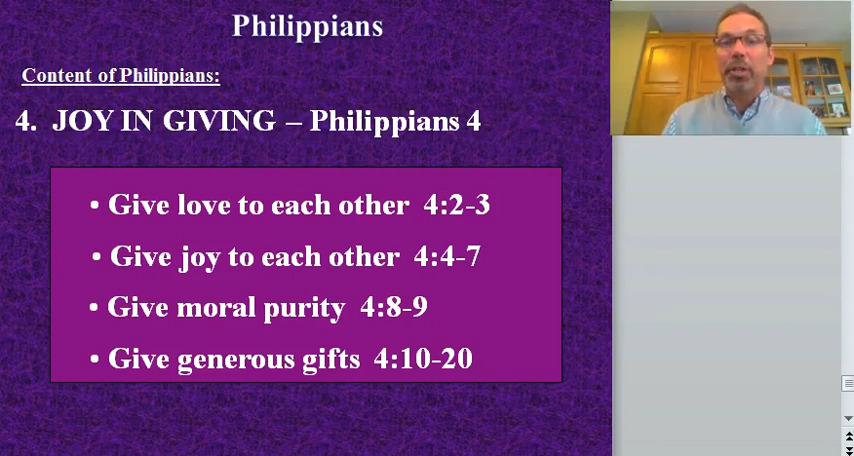 Philippians
Content of Philippians:
4. JOY IN GIVING – Philippians 4
• Give love to each other 4:2-3
• Give joy to each other 4:4-7
• Give moral purity 4:8-9
• Give generous gifts 4:10-20